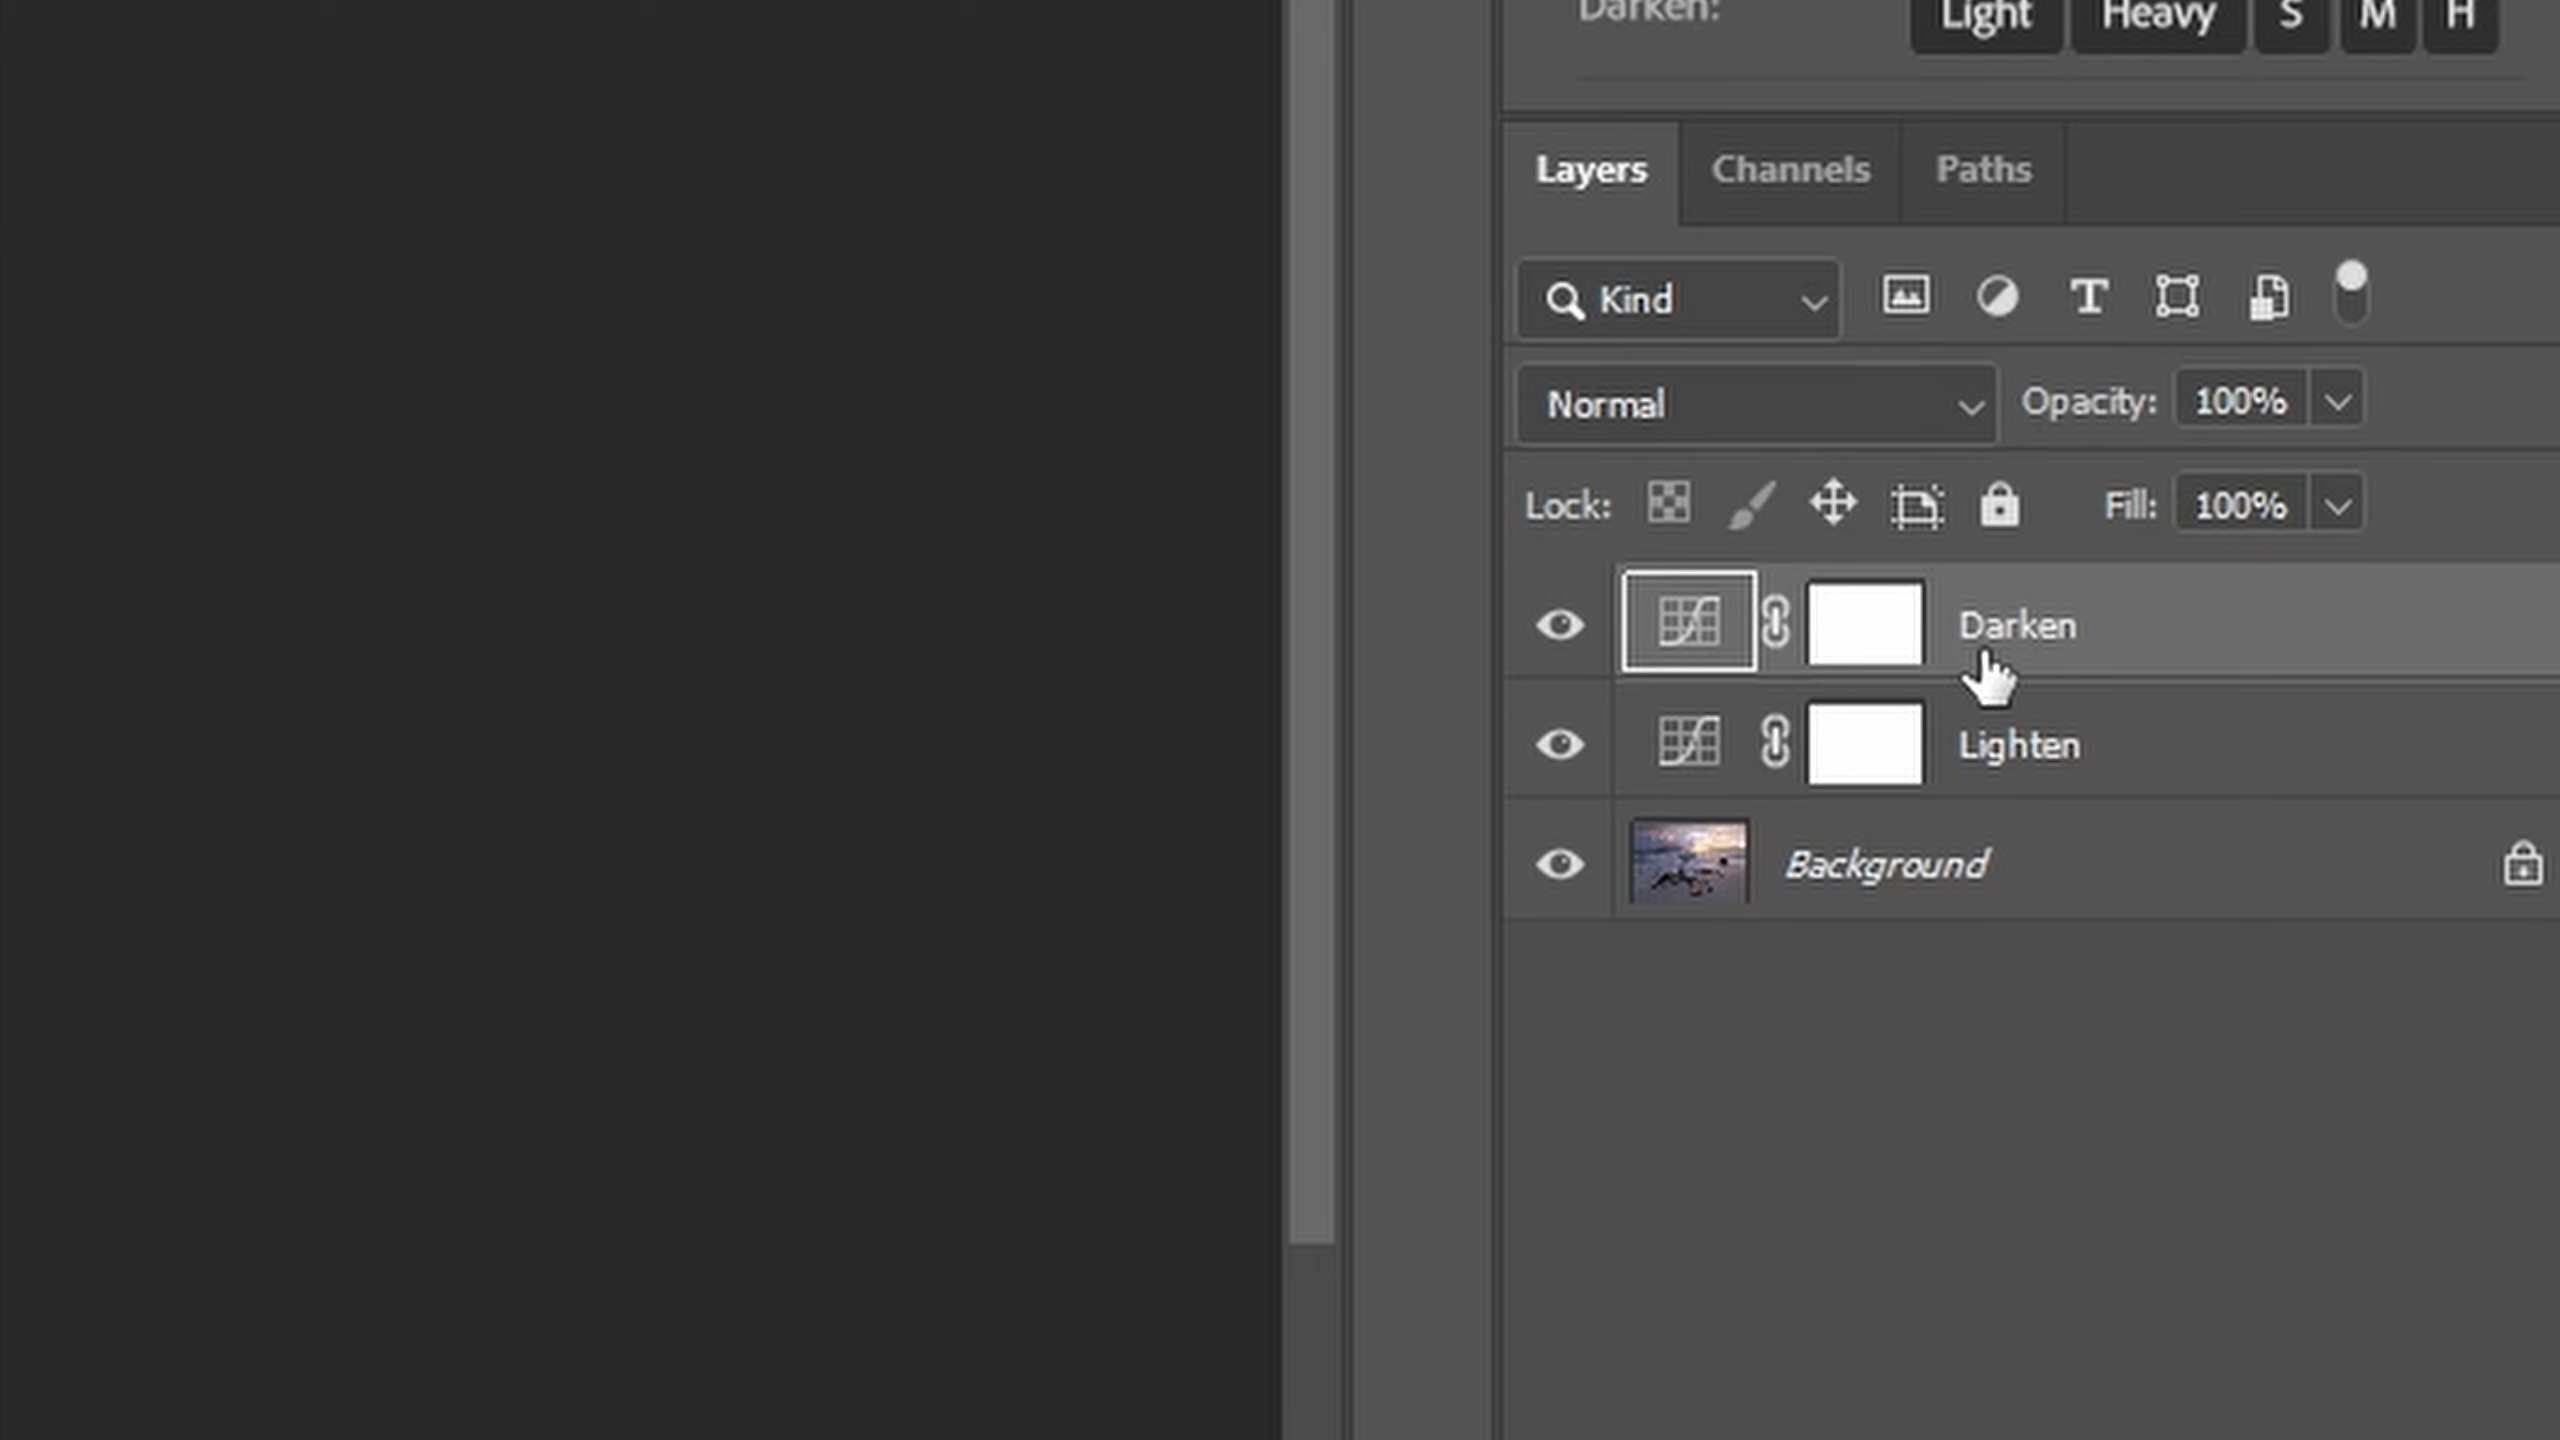 Darken: Light Heavy S M H
Layers Channels Paths
Kind T
Normal Opacity: 100%
Lock: Fill: 100%
Darken
Lighten
Background